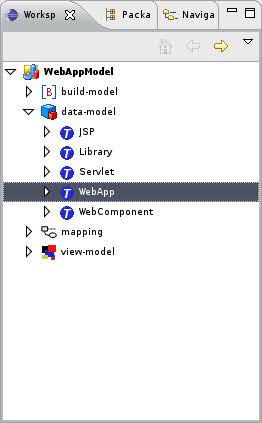 Worksp Packa Naviga
WebAppModel
[B] build-model
data-model
T JSP
T Library
T Servlet
T WebApp
T WebComponent
mapping
view-model